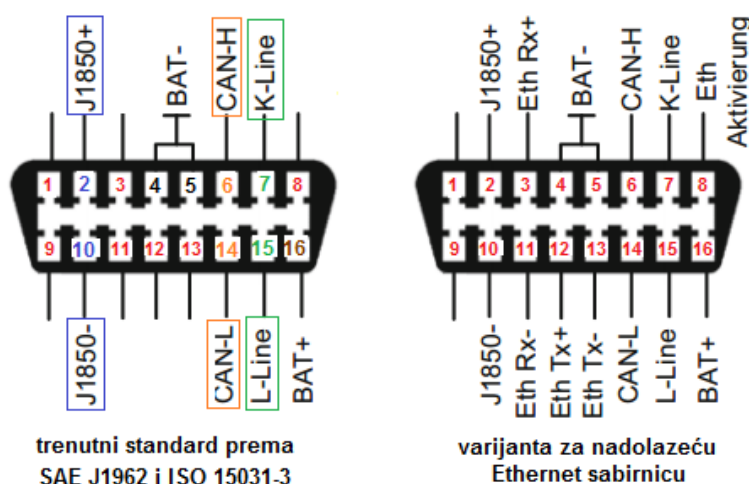 J1850+
BAT-
CAN-H
K-Line
1 2 3 4 5 6 7 8
9 10 11 12 13 14 15 16
J1850-
CAN-L
L-Line
BAT+
trenutni standard prema
SAE J1962 i ISO 15031-3
J1850+
Eth Rx+
BAT-
CAN-H
K-Line
Eth
Aktivierung
1 2 3 4 5 6 7 8
9 10 11 12 13 14 15 16
J1850-
Eth Rx-
Eth Tx+
Eth Tx-
CAN-L
L-Line
BAT+
varijanta za nadolazeću
Ethernet sabirnicu